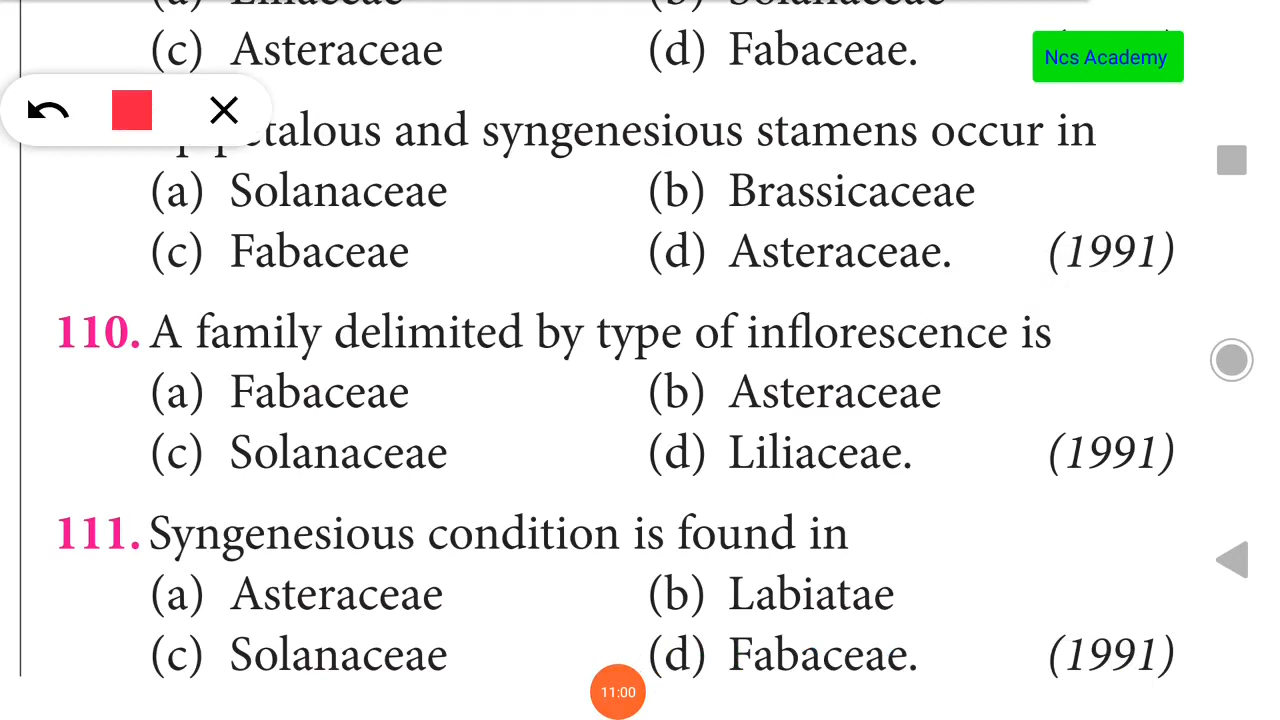 (c) Asteraceae (d) Fabaceae.
Ncs Academy
and syngenesious stamens occur in
(a) Solanaceae (b) Brassicaceae
(c) Fabaceae (d) Asteraceae. (1991)
110. A family delimited by type of inflorescence is
(a) Fabaceae (b) Asteraceae
(c) Solanaceae (d) Liliaceae. (1991)
111. Syngenesious condition is found in
(a) Asteraceae (b) Labiatae
(c) Solanaceae (d) Fabaceae. (1991)
11:00